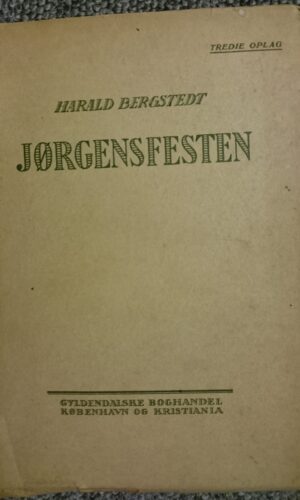 TREDIE OPLAG
HARALD BERGSTEDT
JØRGENSFESTEN
GYLDENDALSKE BOGHANDEL
KØBENHAVN OG KRISTIANIA